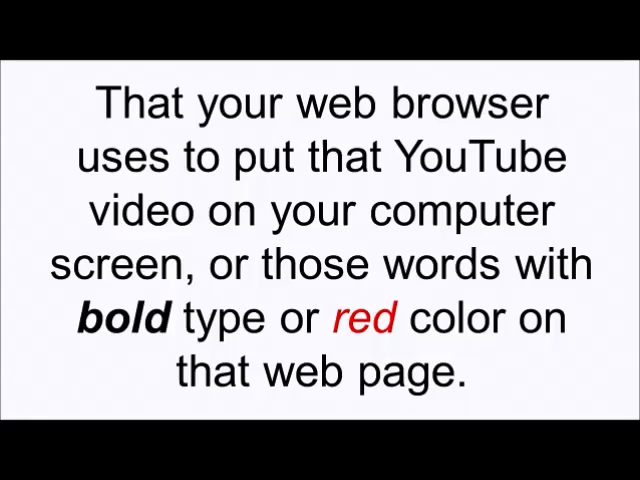 That your web browser
uses to put that YouTube
video on your computer
screen, or those words with
bold type or red color on
that web page.